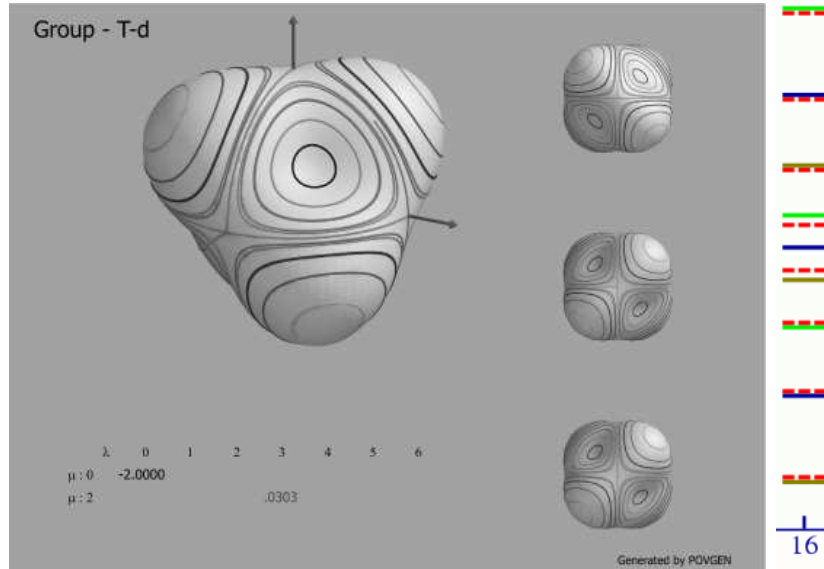 Group - T-d
λ 0 1 2 3 4 5 6
μ : 0 -2.0000
μ : 2 .0303
Generated by POVGEN
16